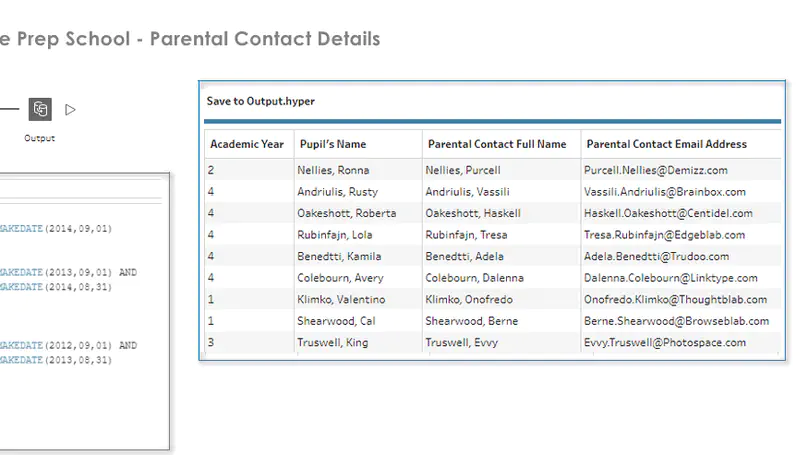 e Prep School - Parental Contact Details
Output
MAKEDATE(2014,09,01)
MAKEDATE(2013,09,01) AND
MAKEDATE(2014,08,31)
MAKEDATE(2012,09,01) AND
MAKEDATE(2013,08,31)
Save to Output.hyper
Academic Year Pupil's Name Parental Contact Full Name Parental Contact Email Address
2 Nellies, Ronna Nellies, Purcell Purcell.Nellies@Demizz.com
4 Andriulis, Rusty Andriulis, Vassili Vassili.Andriulis@Brainbox.com
4 Oakeshott, Roberta Oakeshott, Haskell Haskell.Oakeshott@Centidel.com
4 Rubinfajn, Lola Rubinfajn, Tresa Tresa.Rubinfajn@Edgeblab.com
4 Benedtti, Kamila Benedtti, Adela Adela.Benedtti@Trudoo.com
4 Colebourn, Avery Colebourn, Dalenna Dalenna.Colebourn@Linktype.com
1 Klimko, Valentino Klimko, Onofredo Onofredo.Klimko@Thoughtblab.com
1 Shearwood, Cal Shearwood, Berne Berne.Shearwood@Browseblab.com
3 Truswell, King Truswell, Evvy Evvy.Truswell@Photospace.com